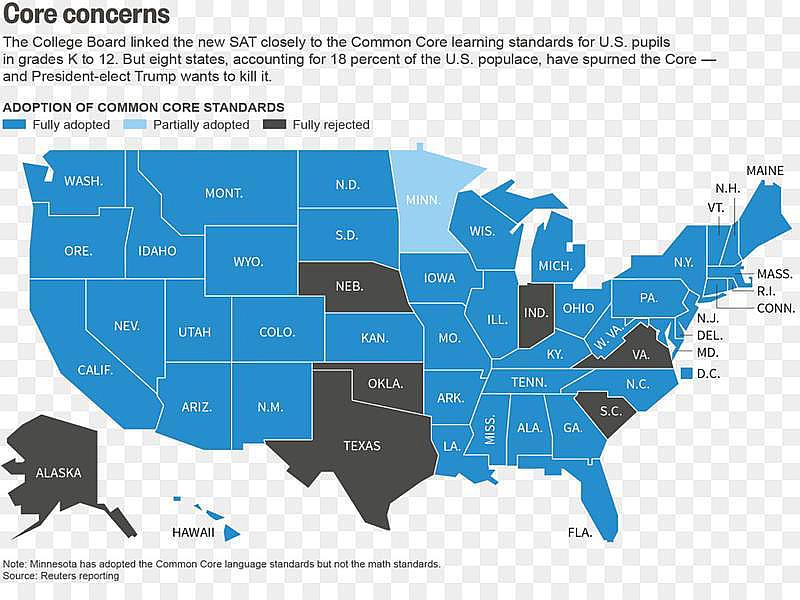 Core concerns
The College Board linked the new SAT closely to the Common Core learning standards for U.S. pupils
in grades K to 12. But eight states, accounting for 18 percent of the U.S. populace, have spurned the Core —
and President-elect Trump wants to kill it.
ADOPTION OF COMMON CORE STANDARDS
Fully adopted Partially adopted Fully rejected
MAINE
N.H.
VT.
WASH.
MONT.
N.D.
MINN.
ORE.
IDAHO
S.D.
WIS.
WYO.
MICH.
N.Y.
MASS.
R.I.
CONN.
NEB.
IOWA
PA.
NEV.
UTAH
COLO.
KAN.
MO.
ILL.
IND.
OHIO
W. VA.
N.J.
DEL.
MD.
D.C.
CALIF.
KY.
VA.
ARIZ.
N.M.
OKLA.
ARK.
TENN.
N.C.
S.C.
TEXAS
LA.
MISS.
ALA.
GA.
ALASKA
HAWAII
FLA.
Note: Minnesota has adopted the Common Core language standards but not the math standards.
Source: Reuters reporting